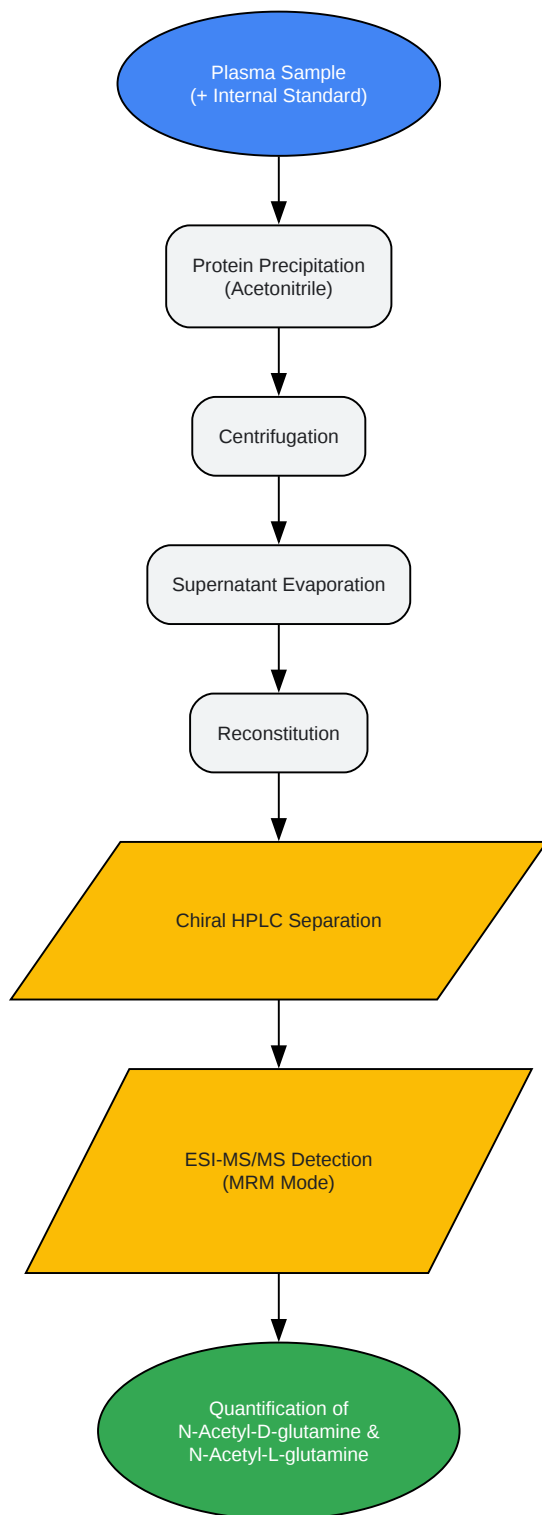 Plasma Sample
(+ Internal Standard)
Protein Precipitation
(Acetonitrile)
Centrifugation
Supernatant Evaporation
Reconstitution
Chiral HPLC Separation
ESI-MS/MS Detection
(MRM Mode)
Quantification of
N-Acetyl-D-glutamine &
N-Acetyl-L-glutamine